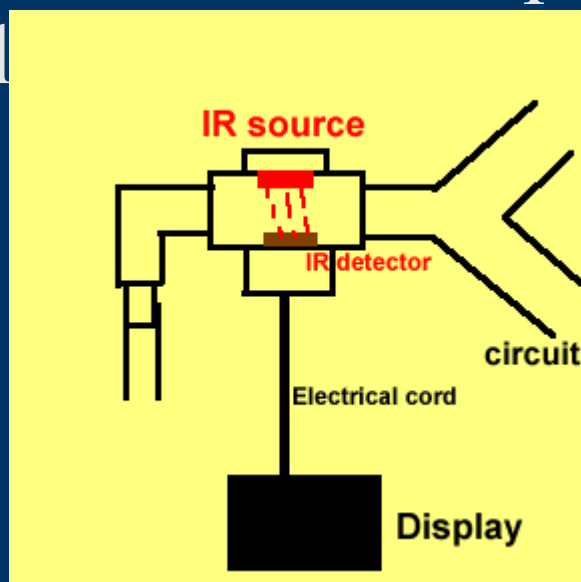 IR source
IR detector
circuit
Electrical cord
Display